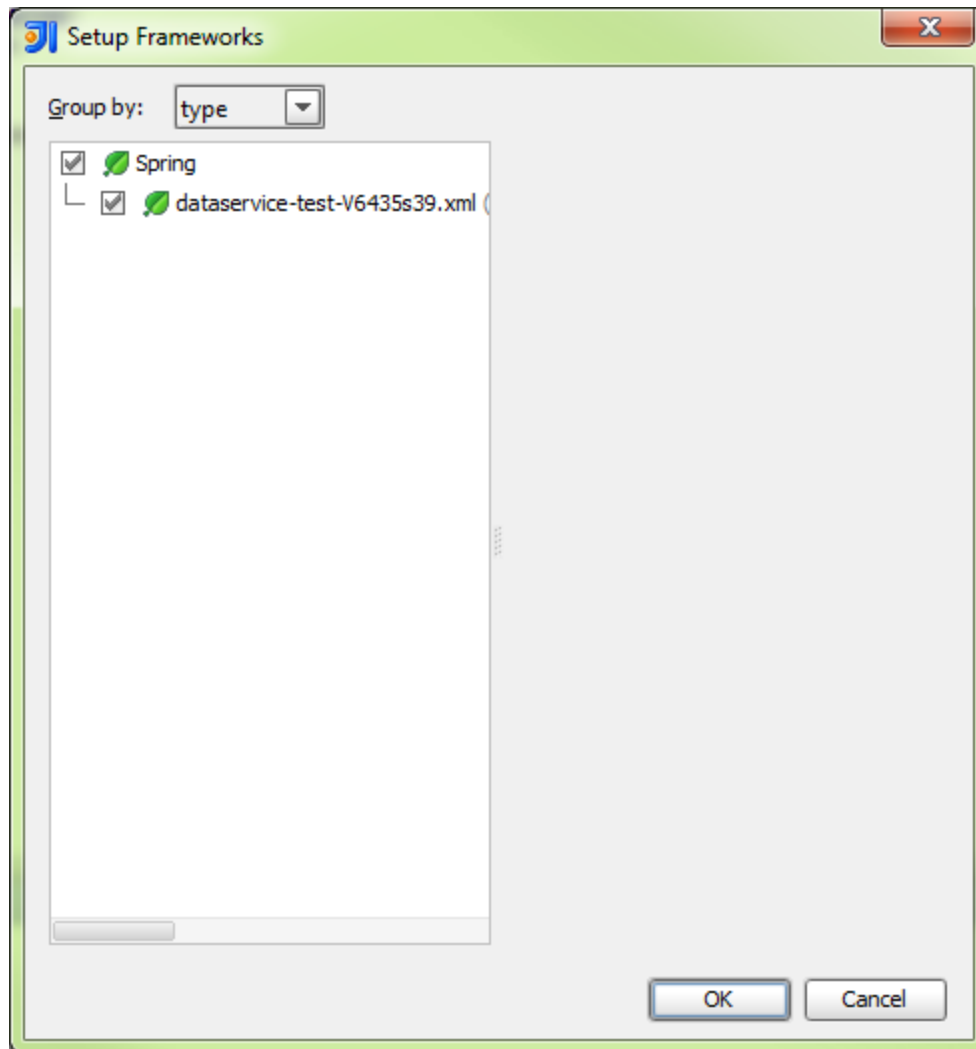 Setup Frameworks
Group by: type
Spring
dataservice-test-V6435s39.xml (
OK Cancel